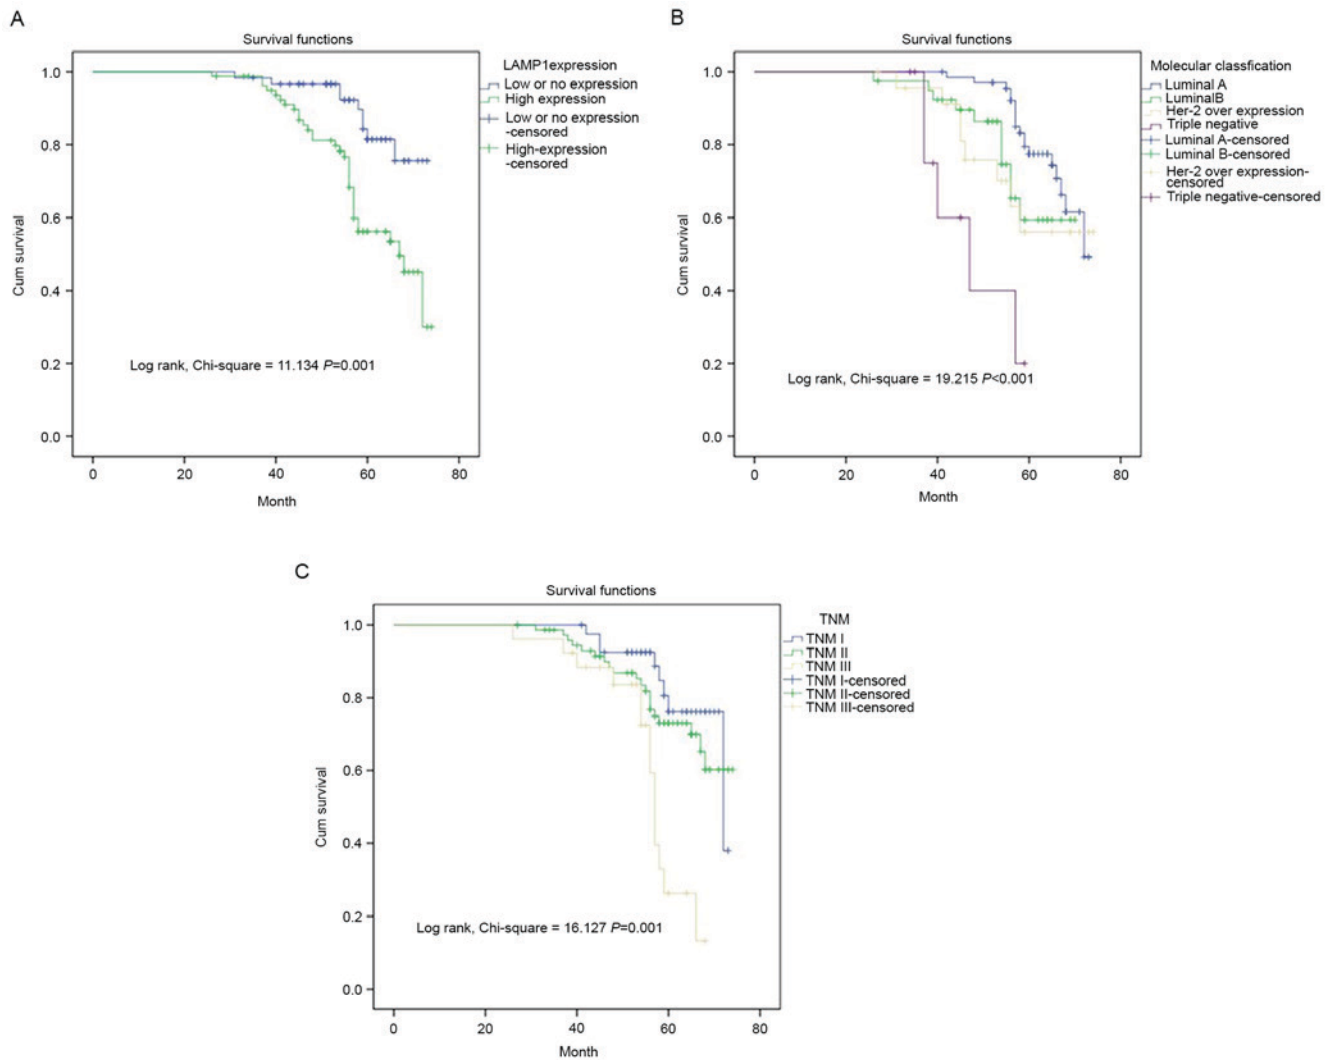 A
Survival functions
LAMP1expression
Low or no expression
High expression
Low or no expression
-censored
High-expression
-censored
1.0
0.8
0.6
0.4
0.2
0.0
Cum survival
Log rank, Chi-square = 11.134 P=0.001
0 20 40 60 80
Month
B
Survival functions
Molecular classfication
Luminal A
LuminalB
Her-2 over expression
Triple negative
Luminal A-censored
Luminal B-censored
Her-2 over expression-
censored
Triple negative-censored
1.0
0.8
0.6
0.4
0.2
0.0
Cum survival
Log rank, Chi-square = 19.215 P<0.001
0 20 40 60 80
Month
C
Survival functions
TNM
TNM I
TNM II
TNM III
TNM I-censored
TNM II-censored
TNM III-censored
1.0
0.8
0.6
0.4
0.2
0.0
Cum survival
Log rank, Chi-square = 16.127 P=0.001
0 20 40 60 80
Month